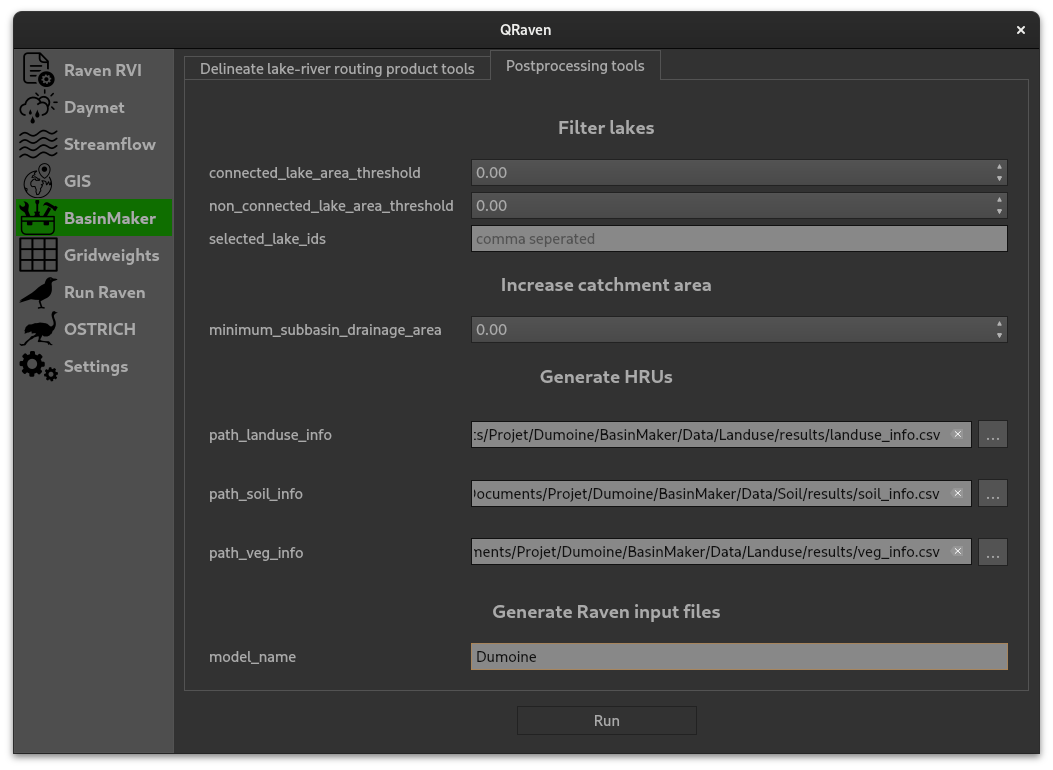 QRaven
Raven RVI
Daymet
Streamflow
GIS
BasinMaker
Gridweights
Run Raven
OSTRICH
Settings
Delineate lake-river routing product tools
Postprocessing tools
Filter lakes
connected_lake_area_threshold 0.00
non_connected_lake_area_threshold 0.00
selected_lake_ids comma seperated
Increase catchment area
minimum_subbasin_drainage_area 0.00
Generate HRUs
path_landuse_info ts/Projet/Dumoine/BasinMaker/Data/Landuse/results/landuse_info.csv ...
path_soil_info ocuments/Projet/Dumoine/BasinMaker/Data/Soil/results/soil_info.csv ...
path_veg_info ments/Projet/Dumoine/BasinMaker/Data/Landuse/results/veg_info.csv ...
Generate Raven input files
model_name Dumoine
Run